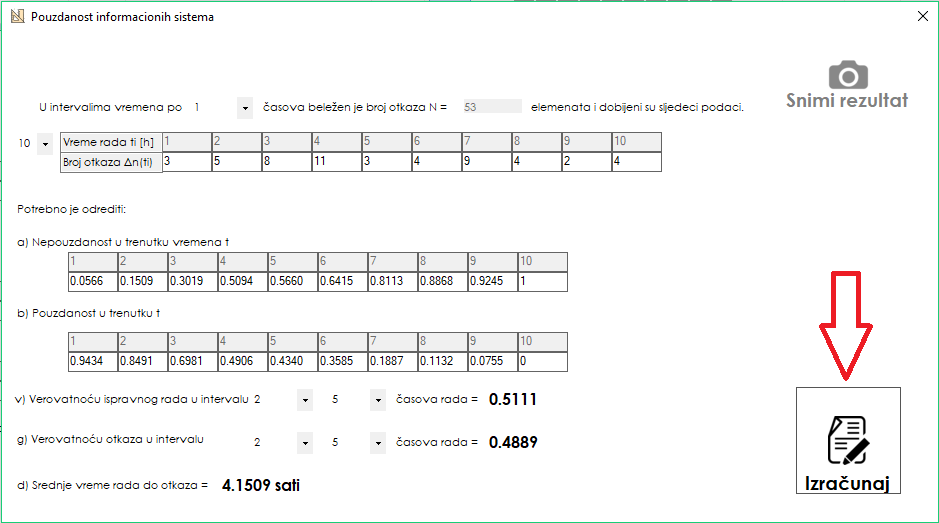 Pouzdanost informacionih sistema
Snimi rezultat
U intervalima vremena po 1 časova beležen je broj otkaza N = 53 elemenata i dobijeni su sljedeci podaci.
10 Vreme rada ti [h] 1 2 3 4 5 6 7 8 9 10
Broj otkaza Δn(ti) 3 5 8 11 3 4 9 4 2 4
Potrebno je odrediti:
a) Nepouzdanost u trenutku vremena t
1 2 3 4 5 6 7 8 9 10
0.0566 0.1509 0.3019 0.5094 0.5660 0.6415 0.8113 0.8868 0.9245 1
b) Pouzdanost u trenutku t
1 2 3 4 5 6 7 8 9 10
0.9434 0.8491 0.6981 0.4906 0.4340 0.3585 0.1887 0.1132 0.0755 0
v) Verovatnoću ispravnog rada u intervalu 2 5 časova rada = 0.5111
g) Verovatnoću otkaza u intervalu 2 5 časova rada = 0.4889
d) Srednje vreme rada do otkaza = 4.1509 sati
Izračunaj